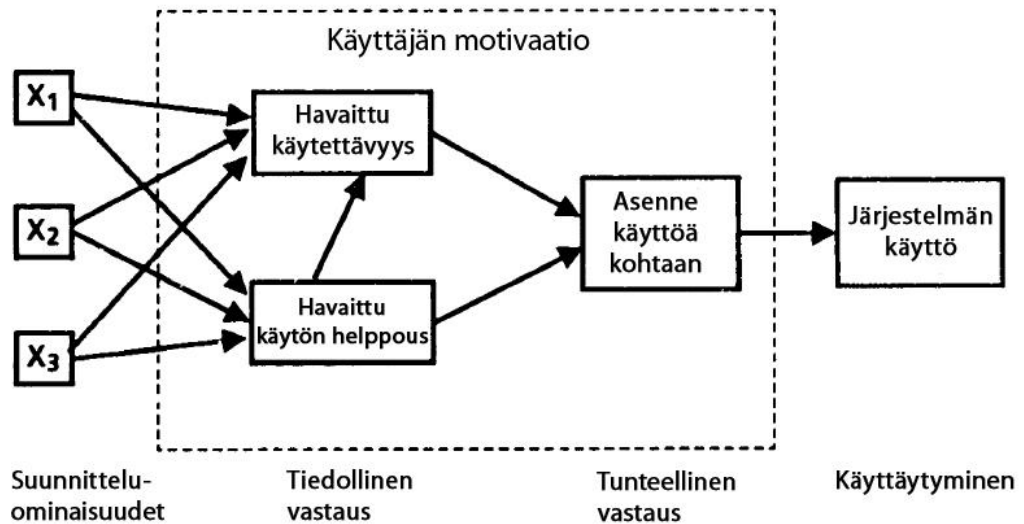 Käyttäjän motivaatio
X1
X2
X3
Havaittu
käytettävyys
Havaittu
käytön helppous
Asenne
käyttöä
kohtaan
Järjestelmän
käyttö
Suunnittelu-
ominaisuudet
Tiedollinen
vastaus
Tunteellinen
vastaus
Käyttäytyminen